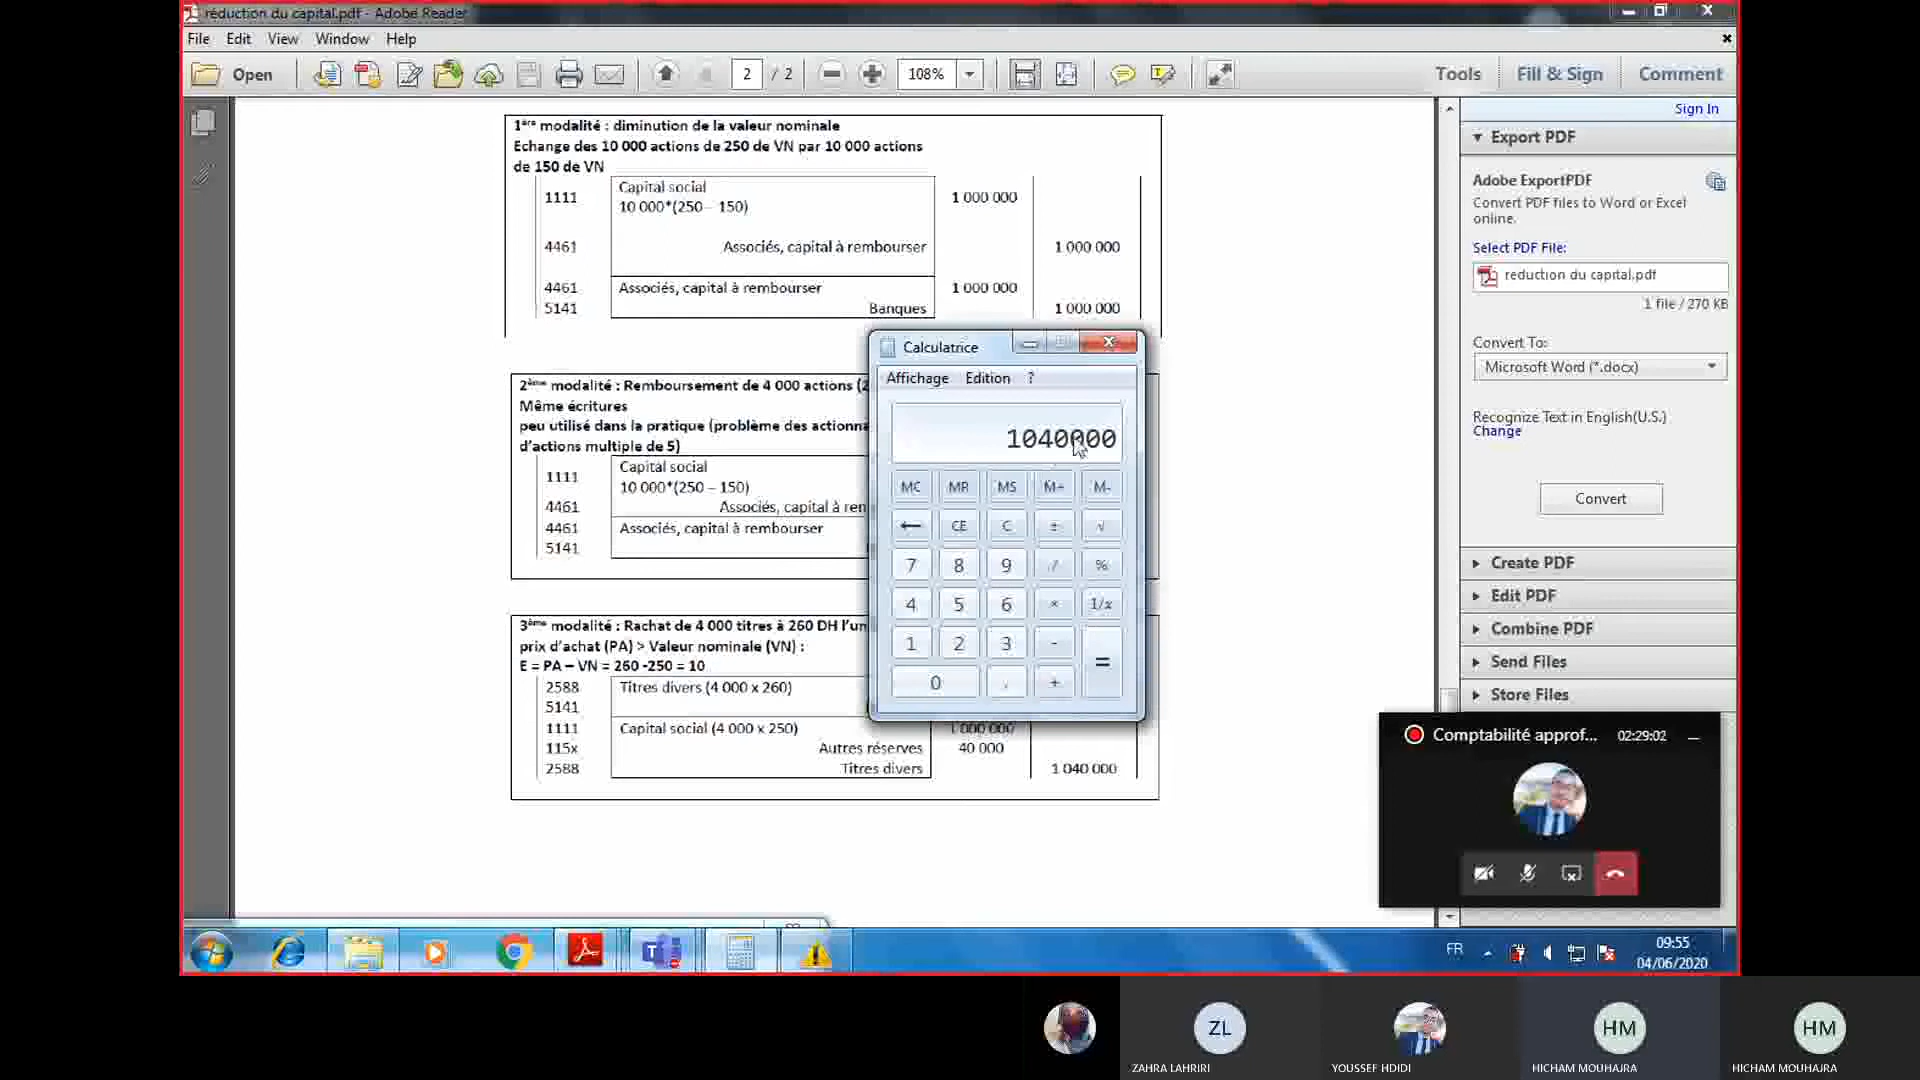 réduction du capital.pdf - Adobe Reader
File Edit View Window Help
Open
2 / 2
108%
Tools Fill & Sign Comment
Sign In
1ère modalité : diminution de la valeur nominale
Echange des 10 000 actions de 250 de VN par 10 000 actions
de 150 de VN
1111 Capital social 1 000 000
10 000*(250 – 150)
4461 Associés, capital à rembourser 1 000 000
4461 Associés, capital à rembourser 1 000 000
5141 Banques 1 000 000
2ème modalité : Remboursement de 4 000 actions (2
Même écritures
peu utilisé dans la pratique (problème des actionna
d'actions multiple de 5)
1111 Capital social
10 000*(250 – 150)
4461 Associés, capital à ren
4461 Associés, capital à rembourser
5141
3ème modalité : Rachat de 4 000 titres à 260 DH l'un
prix d'achat (PA) > Valeur nominale (VN) :
E = PA – VN = 260 -250 = 10
2588 Titres divers (4 000 x 260)
5141
1111 Capital social (4 000 x 250) 1 000 000
115x Autres réserves 40 000
2588 Titres divers 1 040 000
Calculatrice
Affichage Edition ?
1040000
MC MR MS M+ M-
← CE C ± √
7 8 9 / %
4 5 6 * 1/x
1 2 3 - =
0 , +
Export PDF
Adobe ExportPDF
Convert PDF files to Word or Excel
online.
Select PDF File:
réduction du capital.pdf
1 file / 270 KB
Convert To:
Microsoft Word (*.docx)
Recognize Text in English(U.S.)
Change
Convert
Create PDF
Edit PDF
Combine PDF
Send Files
Store Files
Comptabilité approf... 02:29:02
FR
09:55
04/06/2020
ZL
HM
HM
ZAHRA LAHRIRI
YOUSSEF HDIDI
HICHAM MOUHAJRA
HICHAM MOUHAJRA